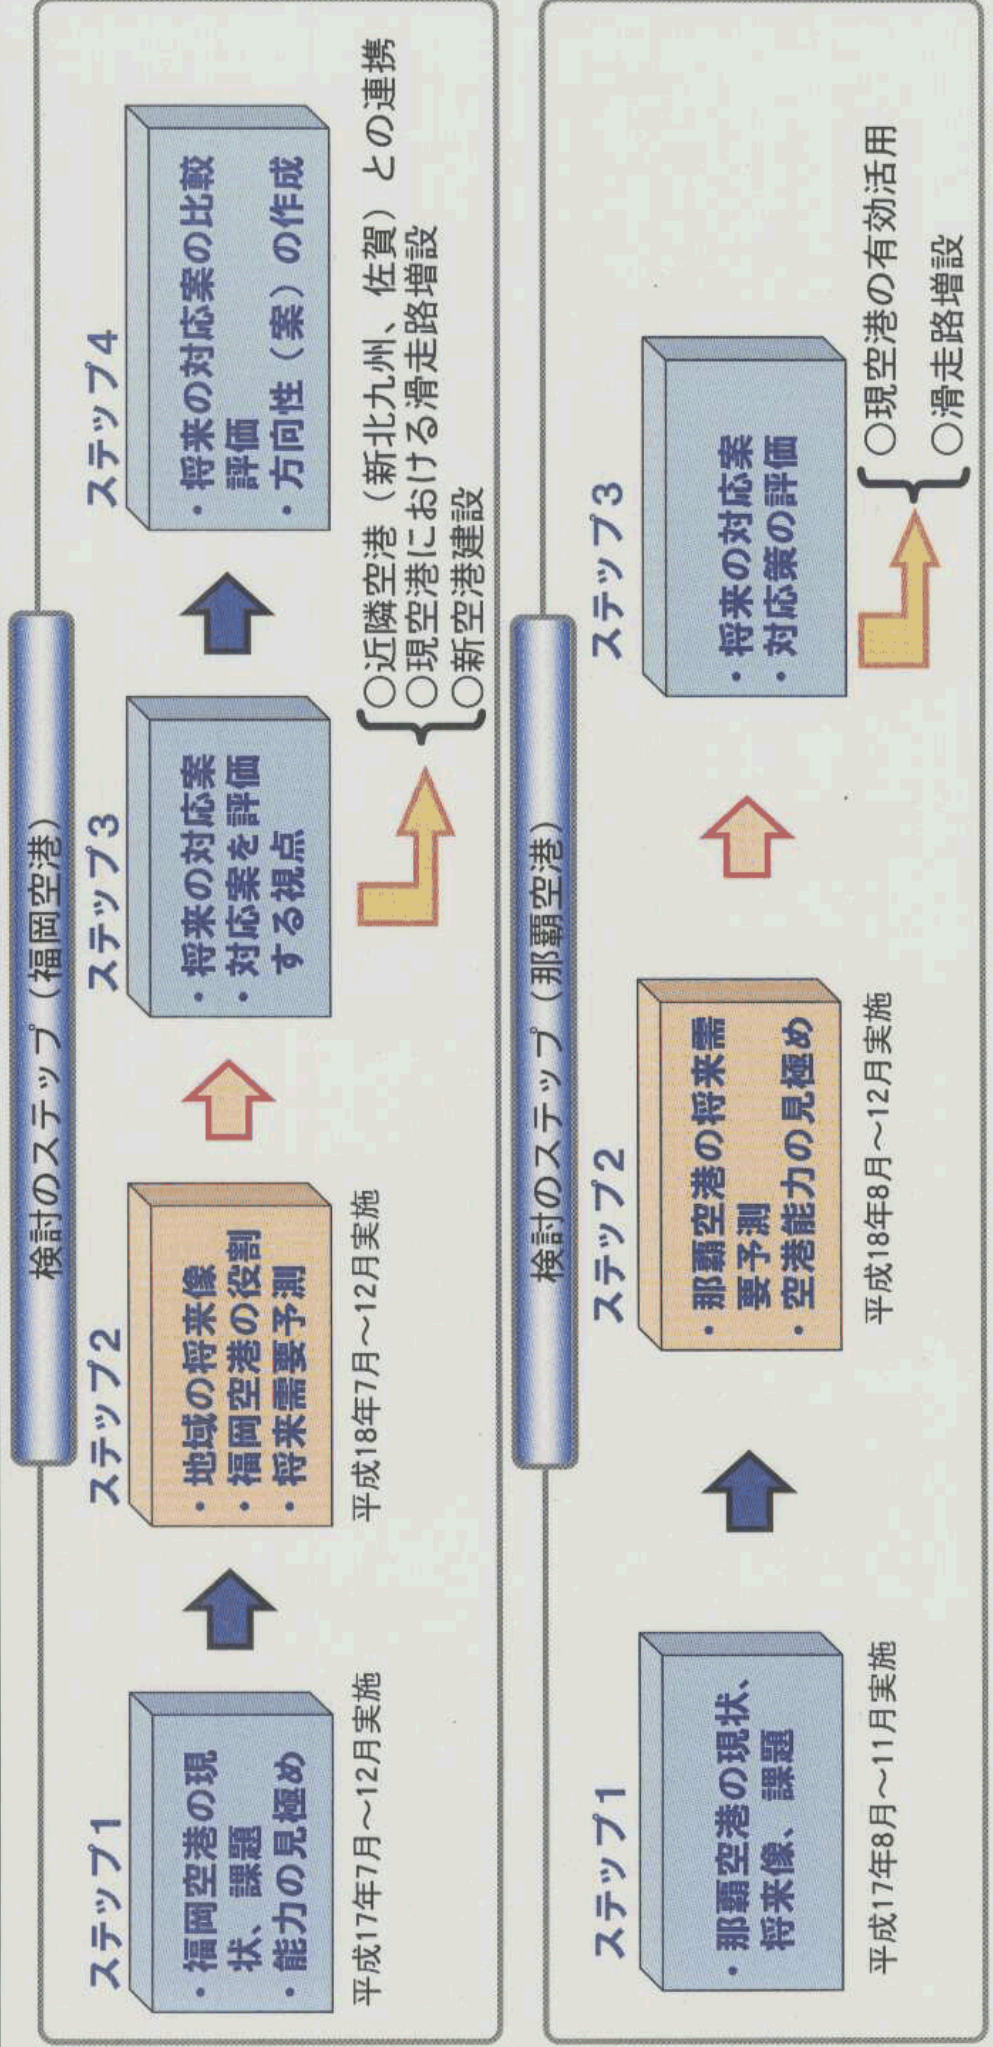 検討のステップ（福岡空港）
ステップ1
・福岡空港の現
状、課題
・能力の見極め
平成17年7月～12月実施
ステップ2
・地域の将来像
・福岡空港の役割
・将来需要予測
平成18年7月～12月実施
ステップ3
・将来の対応案
・対応案を評価
する視点
○近隣空港（新北九州、佐賀）との連携
○現空港における滑走路増設
○新空港建設
ステップ4
・将来の対応案の比較
評価
・方向性（案）の作成
検討のステップ（那覇空港）
ステップ1
・那覇空港の現状、
将来像、課題
平成17年8月～11月実施
ステップ2
・那覇空港の将来需
要予測
・空港能力の見極め
平成18年8月～12月実施
ステップ3
・将来の対応案
・対応策の評価
○現空港の有効活用
○滑走路増設